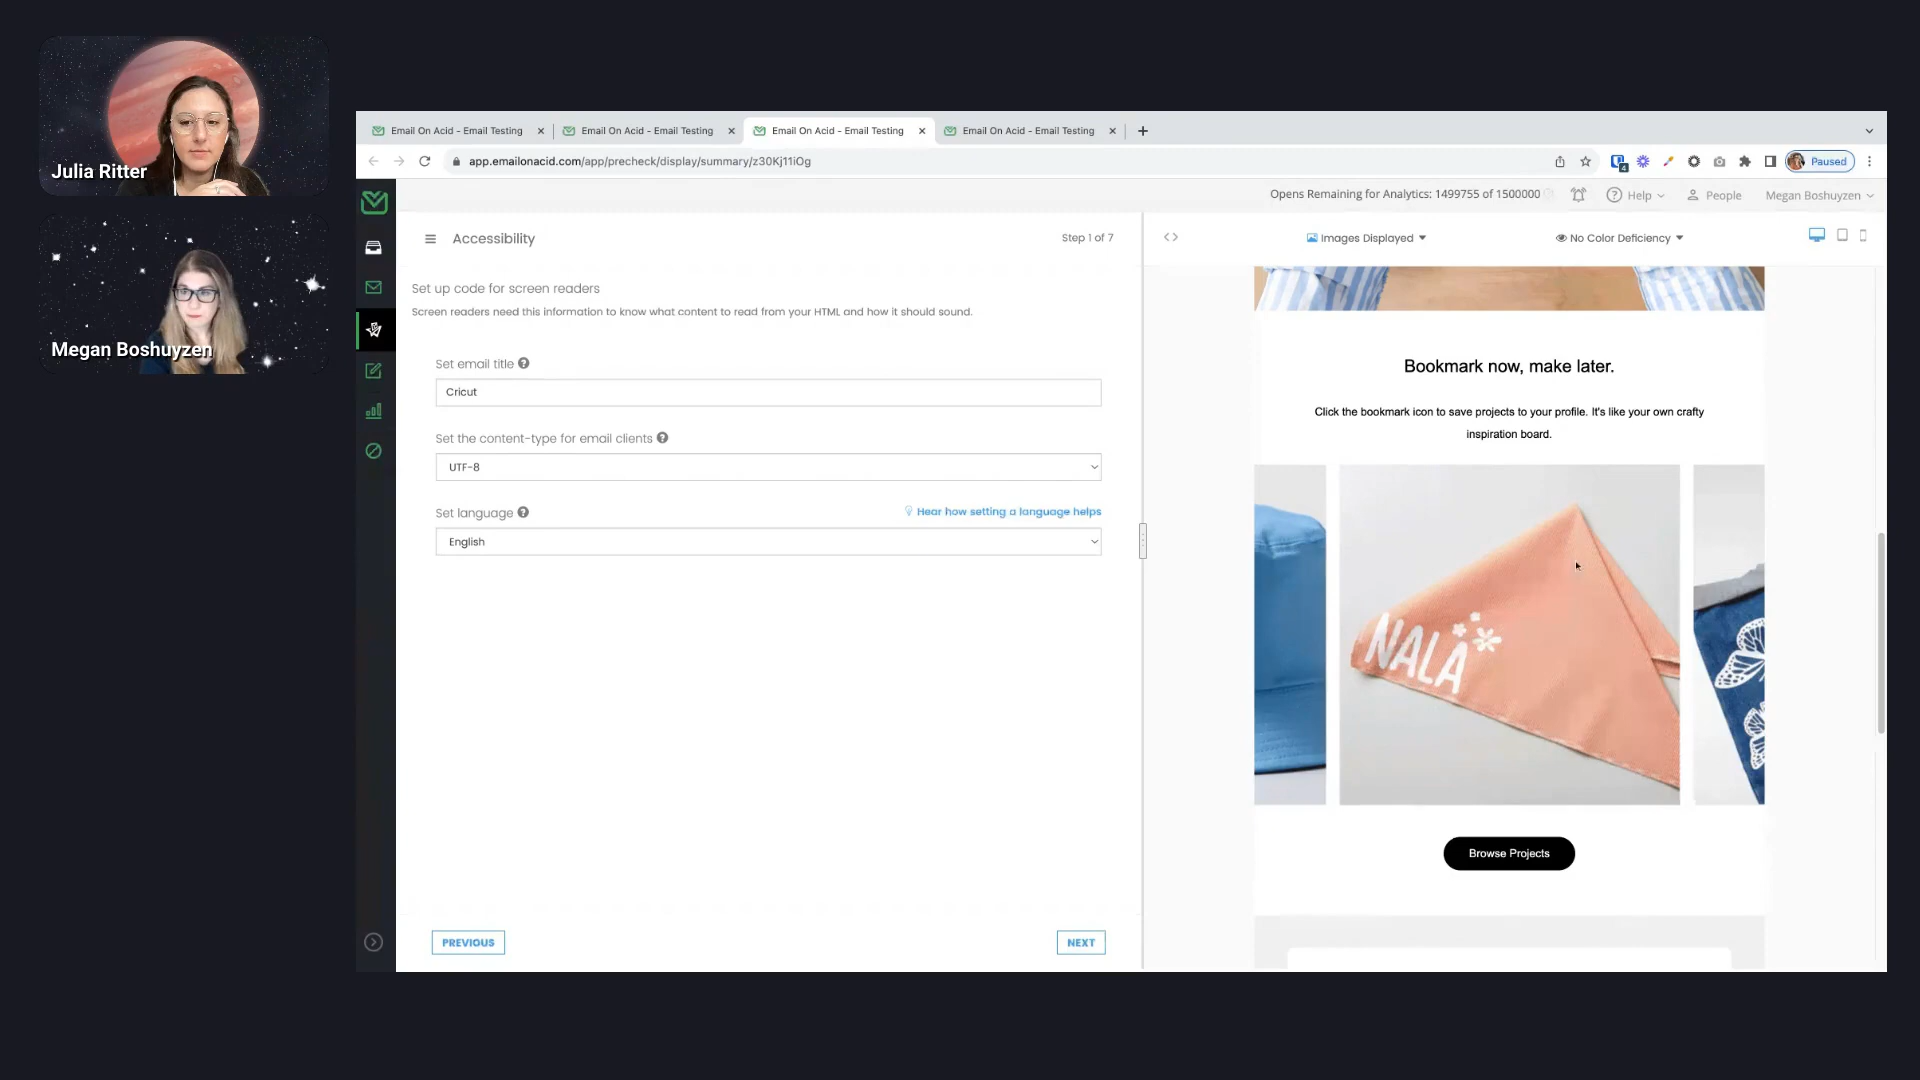 Julia Ritter
Megan Boshuyzen
Email On Acid - Email Testing
Email On Acid - Email Testing
Email On Acid - Email Testing
Email On Acid - Email Testing
app.emailonacid.com/app/precheck/display/summary/z30Kj11iOg
Paused
Opens Remaining for Analytics: 1499755 of 1500000
Help
People
Megan Boshuyzen
Accessibility
Step 1 of 7
Images Displayed
No Color Deficiency
Set up code for screen readers
Screen readers need this information to know what content to read from your HTML and how it should sound.
Set email title
Cricut
Set the content-type for email clients
UTF-8
Set language
Hear how setting a language helps
English
PREVIOUS
NEXT
Bookmark now, make later.
Click the bookmark icon to save projects to your profile. It's like your own crafty
inspiration board.
NALA
Browse Projects